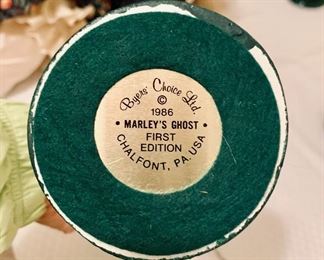 Byers' Choice Ltd.
©
1986
• MARLEY'S GHOST •
FIRST
EDITION
CHALFONT, PA. USA